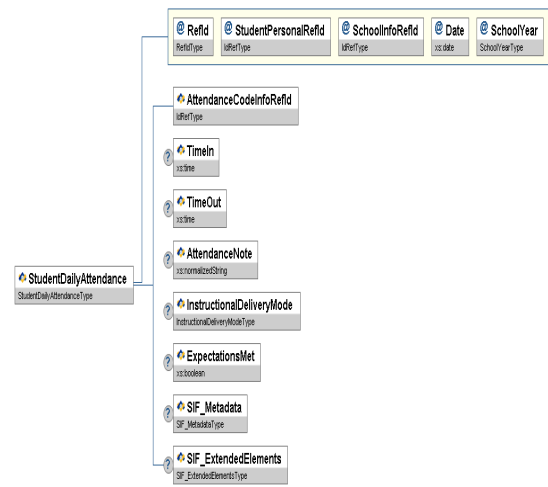 @ RefId @ StudentPersonalRefId @ SchoolInfoRefId @ Date @ SchoolYear
RefIdType IdRefType IdRefType xs:date SchoolYearType
AttendanceCodeInfoRefId
IdRefType
? TimeIn
xs:time
? TimeOut
xs:time
? AttendanceNote
xs:normalizedString
StudentDailyAttendance
StudentDailyAttendanceType
? InstructionalDeliveryMode
InstructionalDeliveryModeType
? ExpectationsMet
xs:boolean
? SIF_Metadata
SIF_MetadataType
? SIF_ExtendedElements
SIF_ExtendedElementsType